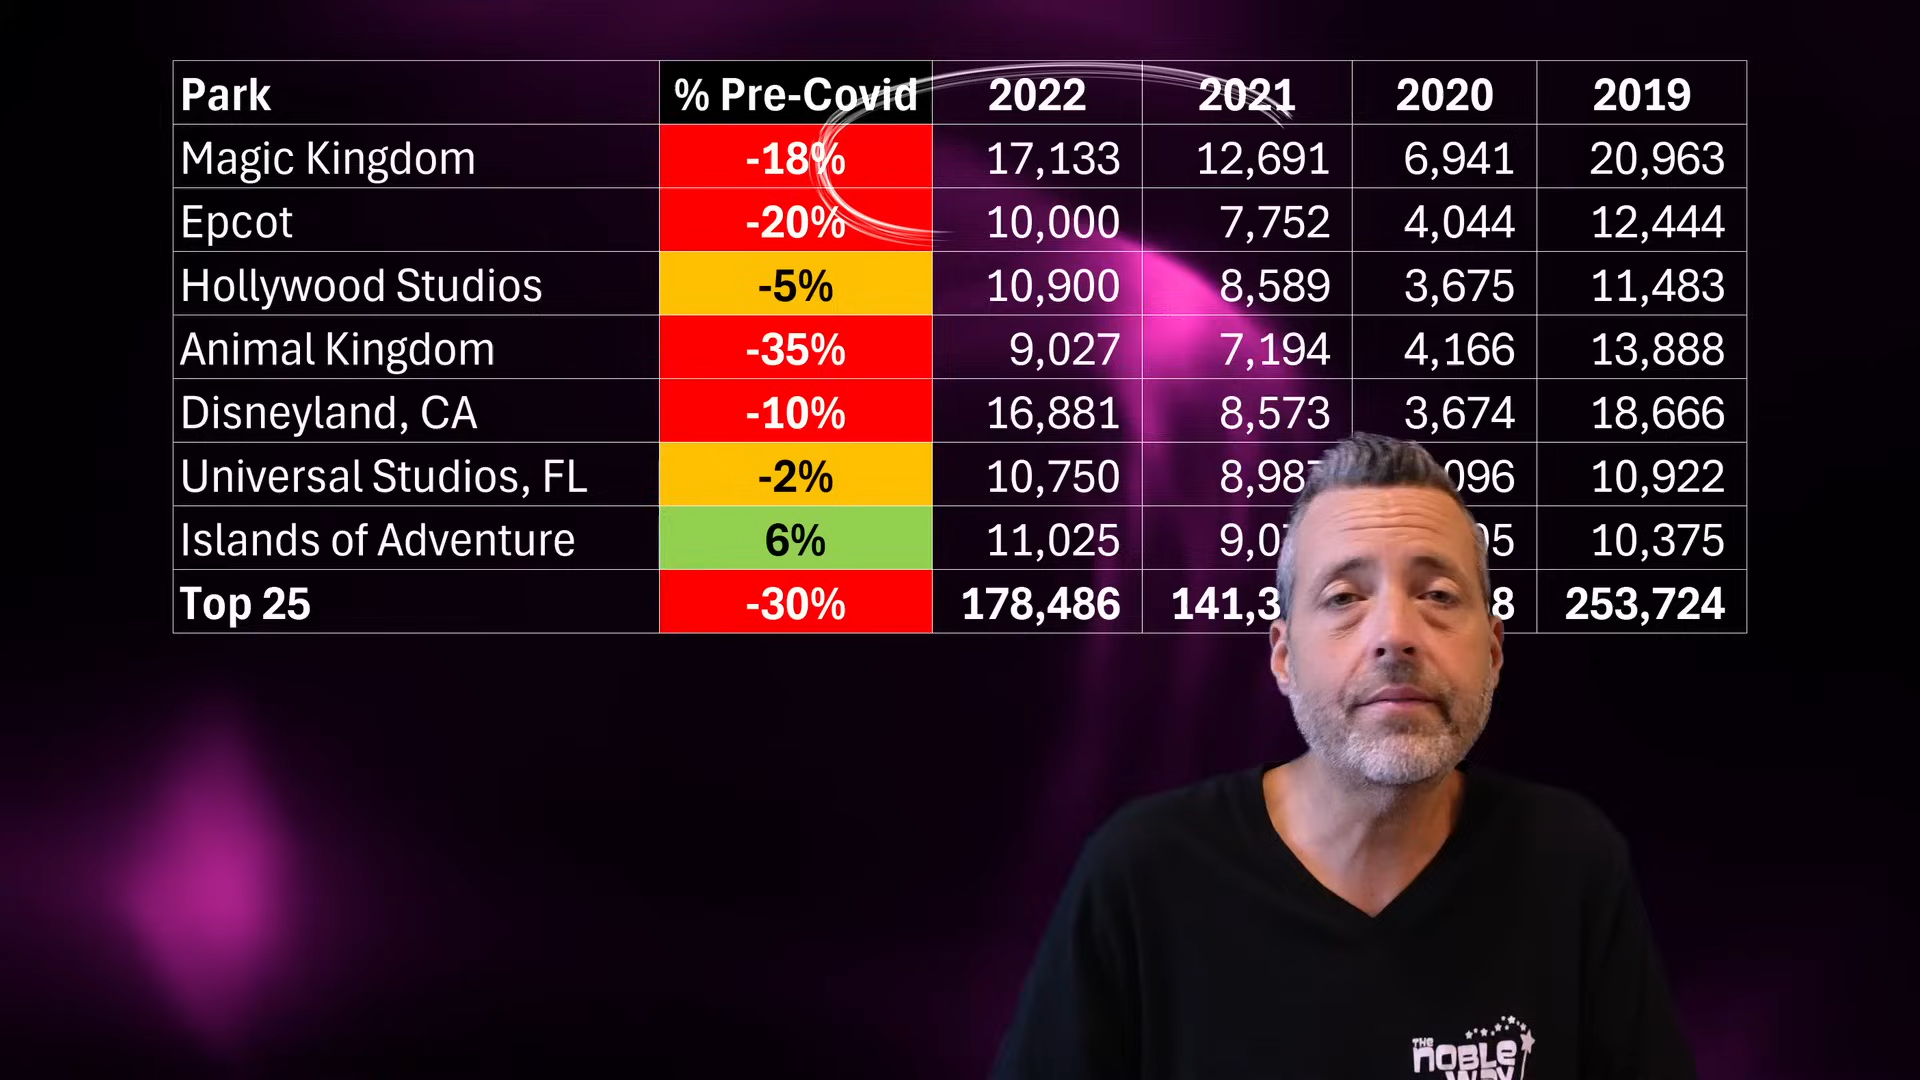 Park % Pre-Covid 2022 2021 2020 2019
Magic Kingdom -18% 17,133 12,691 6,941 20,963
Epcot -20% 10,000 7,752 4,044 12,444
Hollywood Studios -5% 10,900 8,589 3,675 11,483
Animal Kingdom -35% 9,027 7,194 4,166 13,888
Disneyland, CA -10% 16,881 8,573 3,674 18,666
Universal Studios, FL -2% 10,750 10,922
Islands of Adventure 6% 11,025 10,375
Top 25 -30% 178,486 253,724
THE
NOBLE
WAY